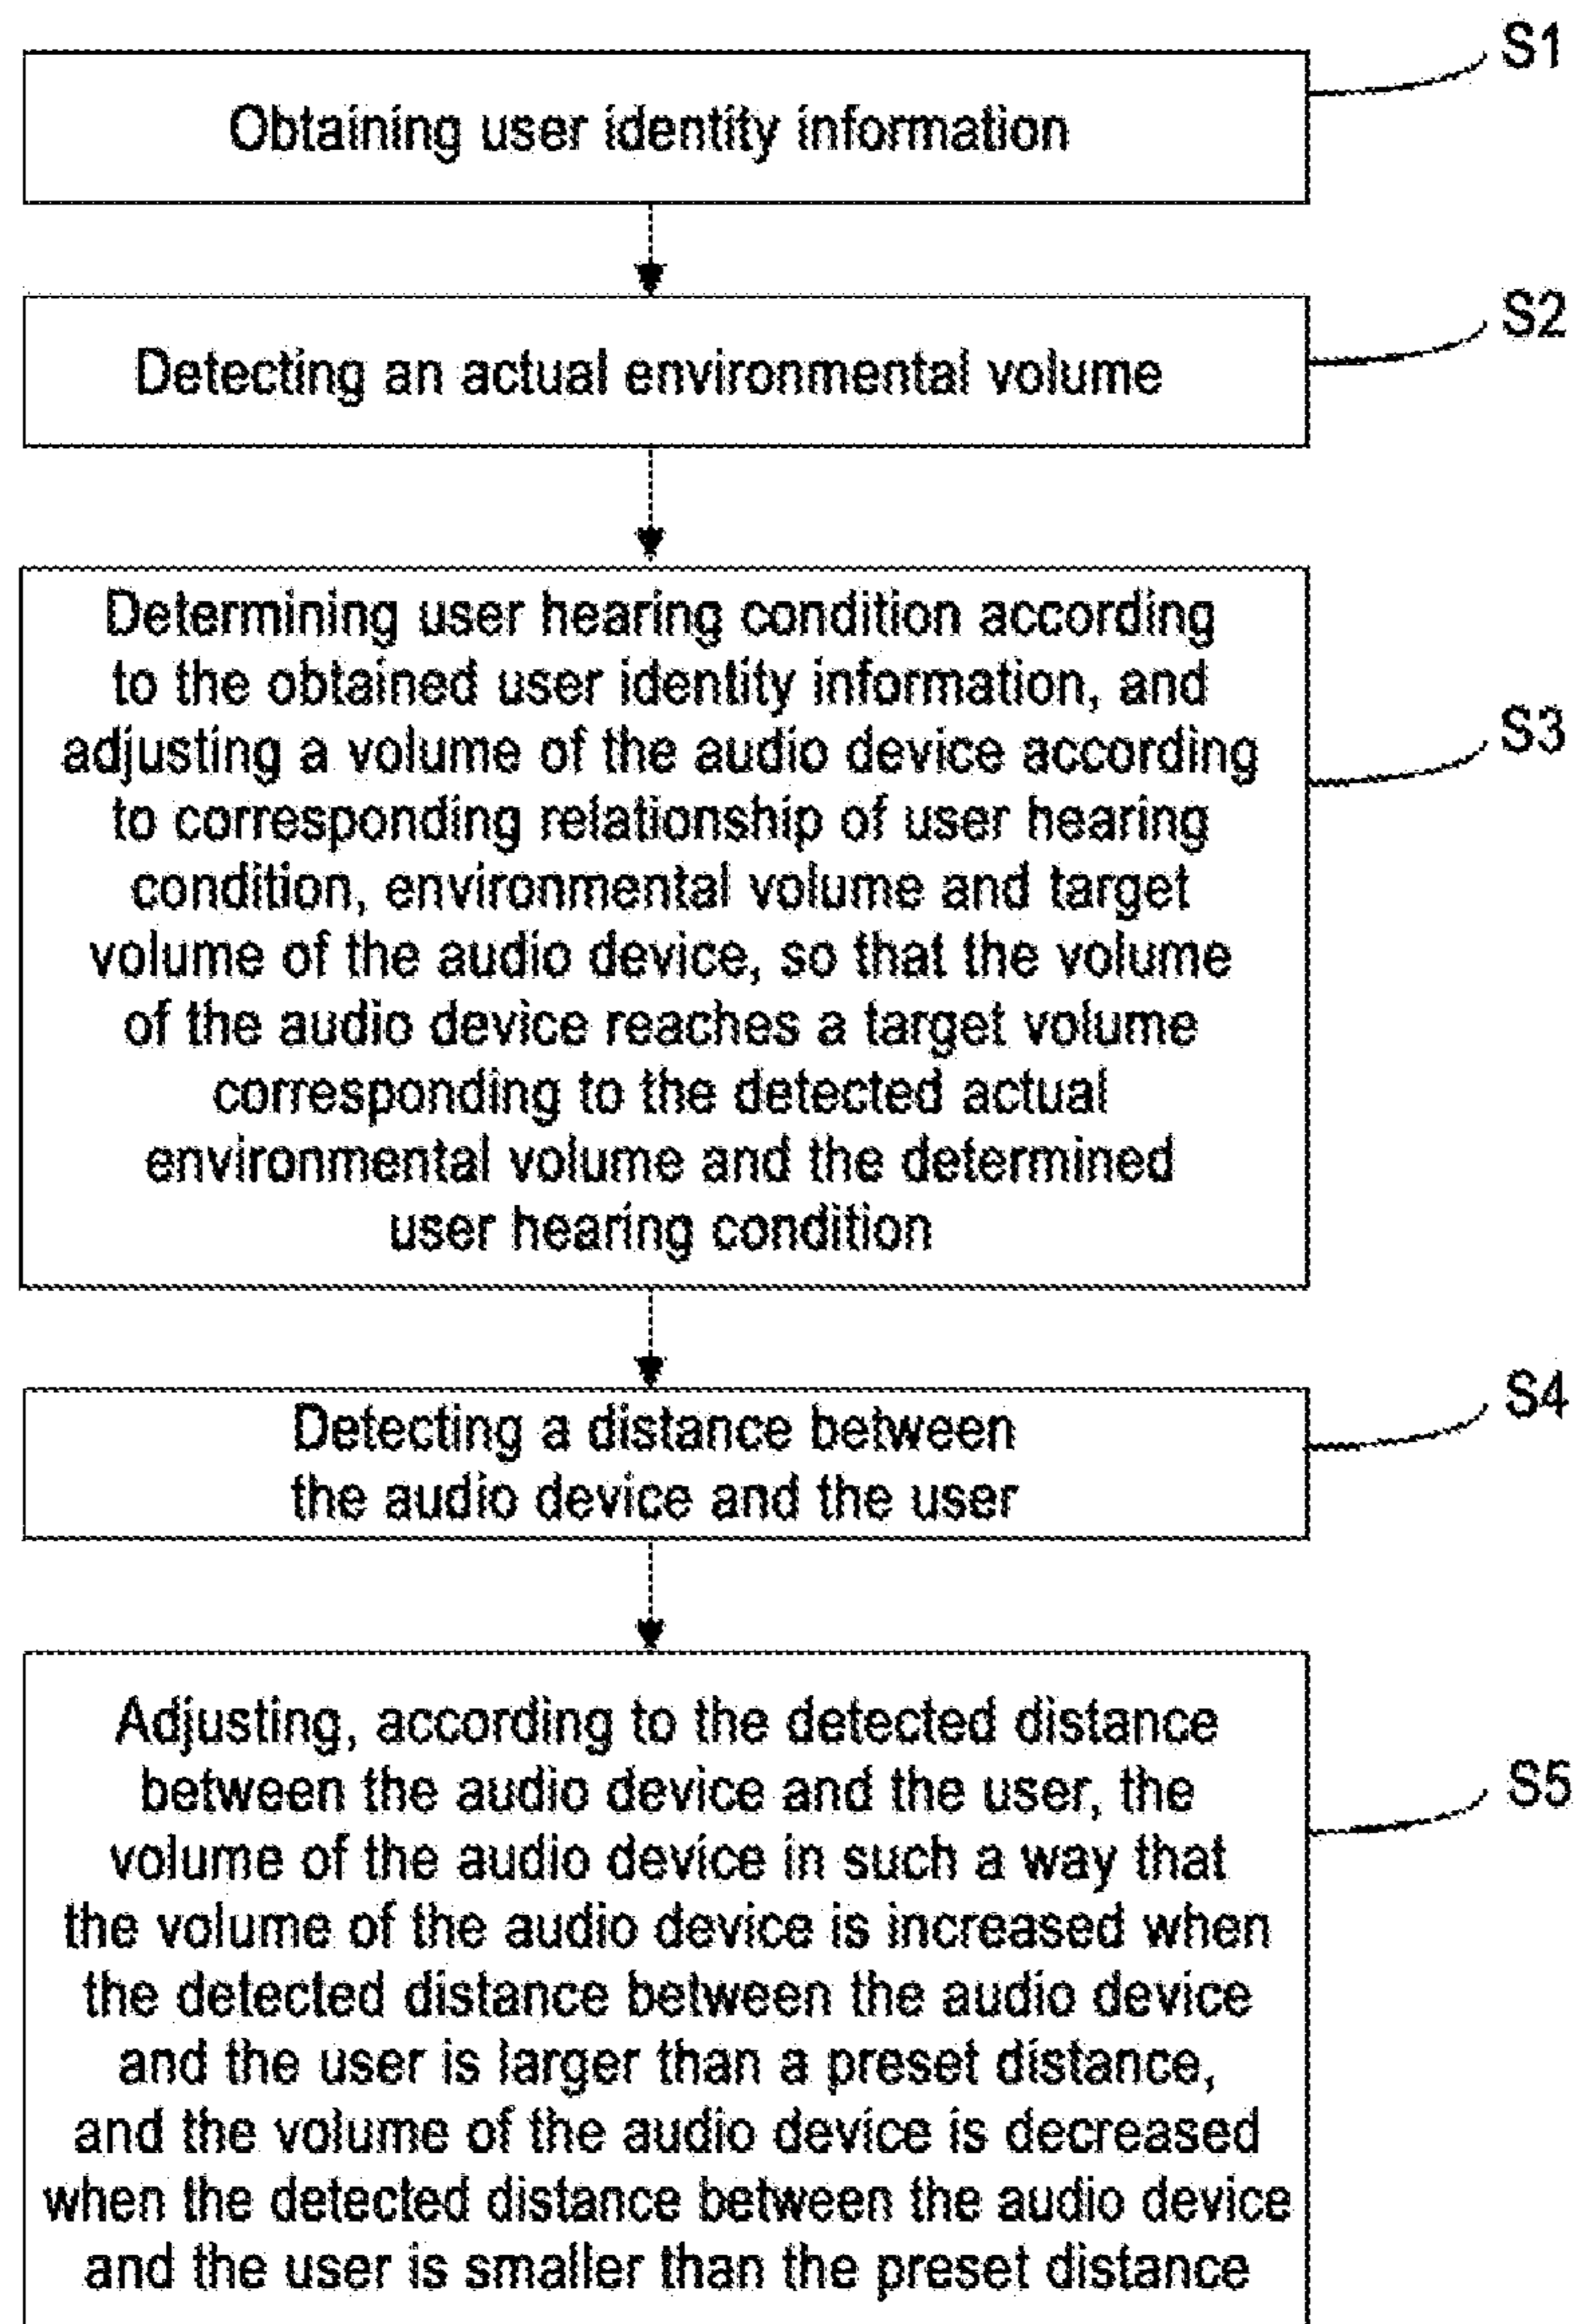 S1
Obtaining user identity information
S2
Detecting an actual environmental volume
Determining user hearing condition according
to the obtained user identity information, and
adjusting a volume of the audio device according
S3
to corresponding relationship of user hearing
condition, environmental volume and target
volume of the audio device, so that the volume
of the audio device reaches a target volume
corresponding to the detected actual
environmental volume and the determined
user hearing condition
S4
Detecting a distance between
the audio device and the user
Adjusting, according to the detected distance
between the audio device and the user, the
S5
volume of the audio device in such a way that
the volume of the audio device is increased when
the detected distance between the audio device
and the user is larger than a preset distance,
and the volume of the audio device is decreased
when the detected distance between the audio device
and the user is smaller than the preset distance